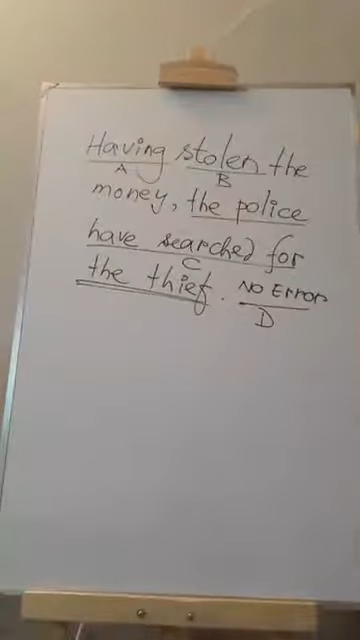 Having stolen the
A B
money, the police
have searched for
C
the thief. No Error
D